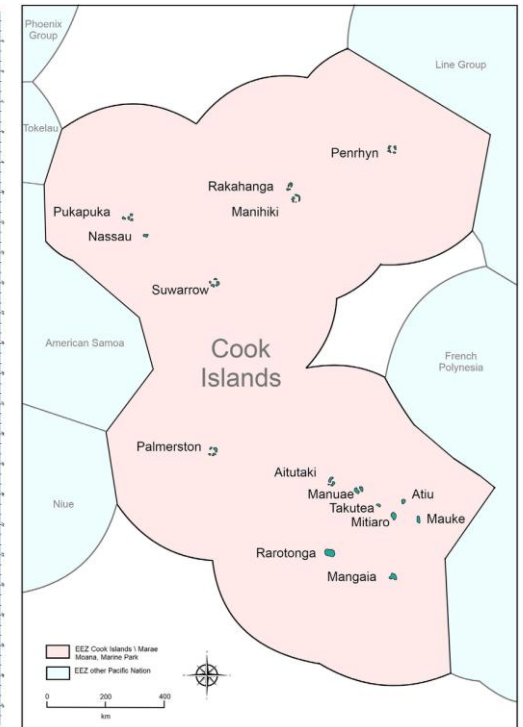 Phoenix
Group
Line Group
Tokelau
Penrhyn
Rakahanga
Manihiki
Pukapuka
Nassau
Suwarrow
American Samoa
Cook
Islands
French
Polynesia
Palmerston
Aitutaki
Manuae
Atiu
Takutea
Mitiaro
Mauke
Niue
Rarotonga
Mangaia
EEZ Cook Islands \ Marae
Moana, Marine Park
EEZ other Pacific Nation
0 200 400
km